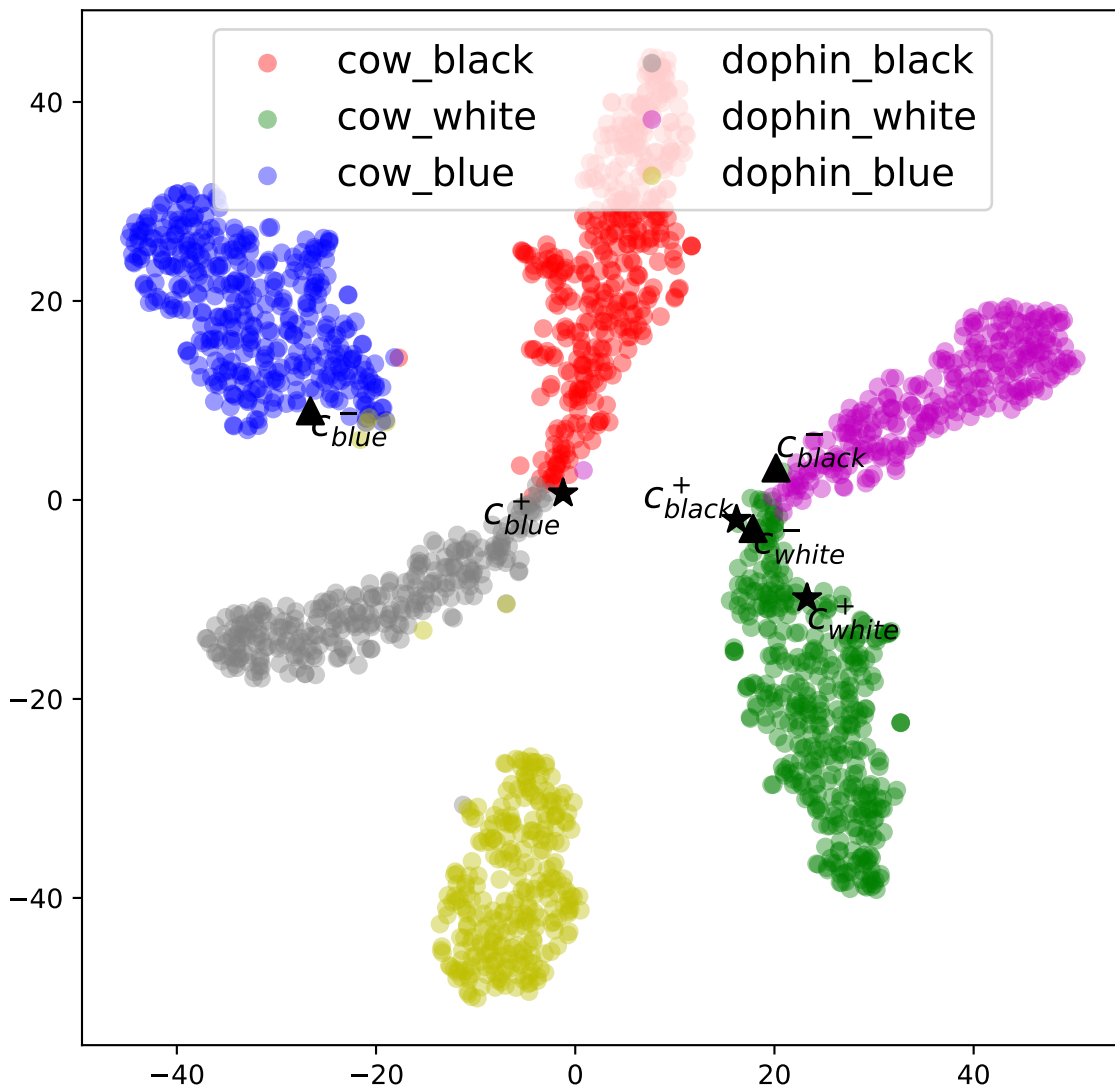 cow_black
cow_white
cow_blue
dophin_black
dophin_white
dophin_blue
40
20
0
−20
−40
−40
−20
0
20
40
c−blue
c+blue
c+black
c−black
c−white
c+white